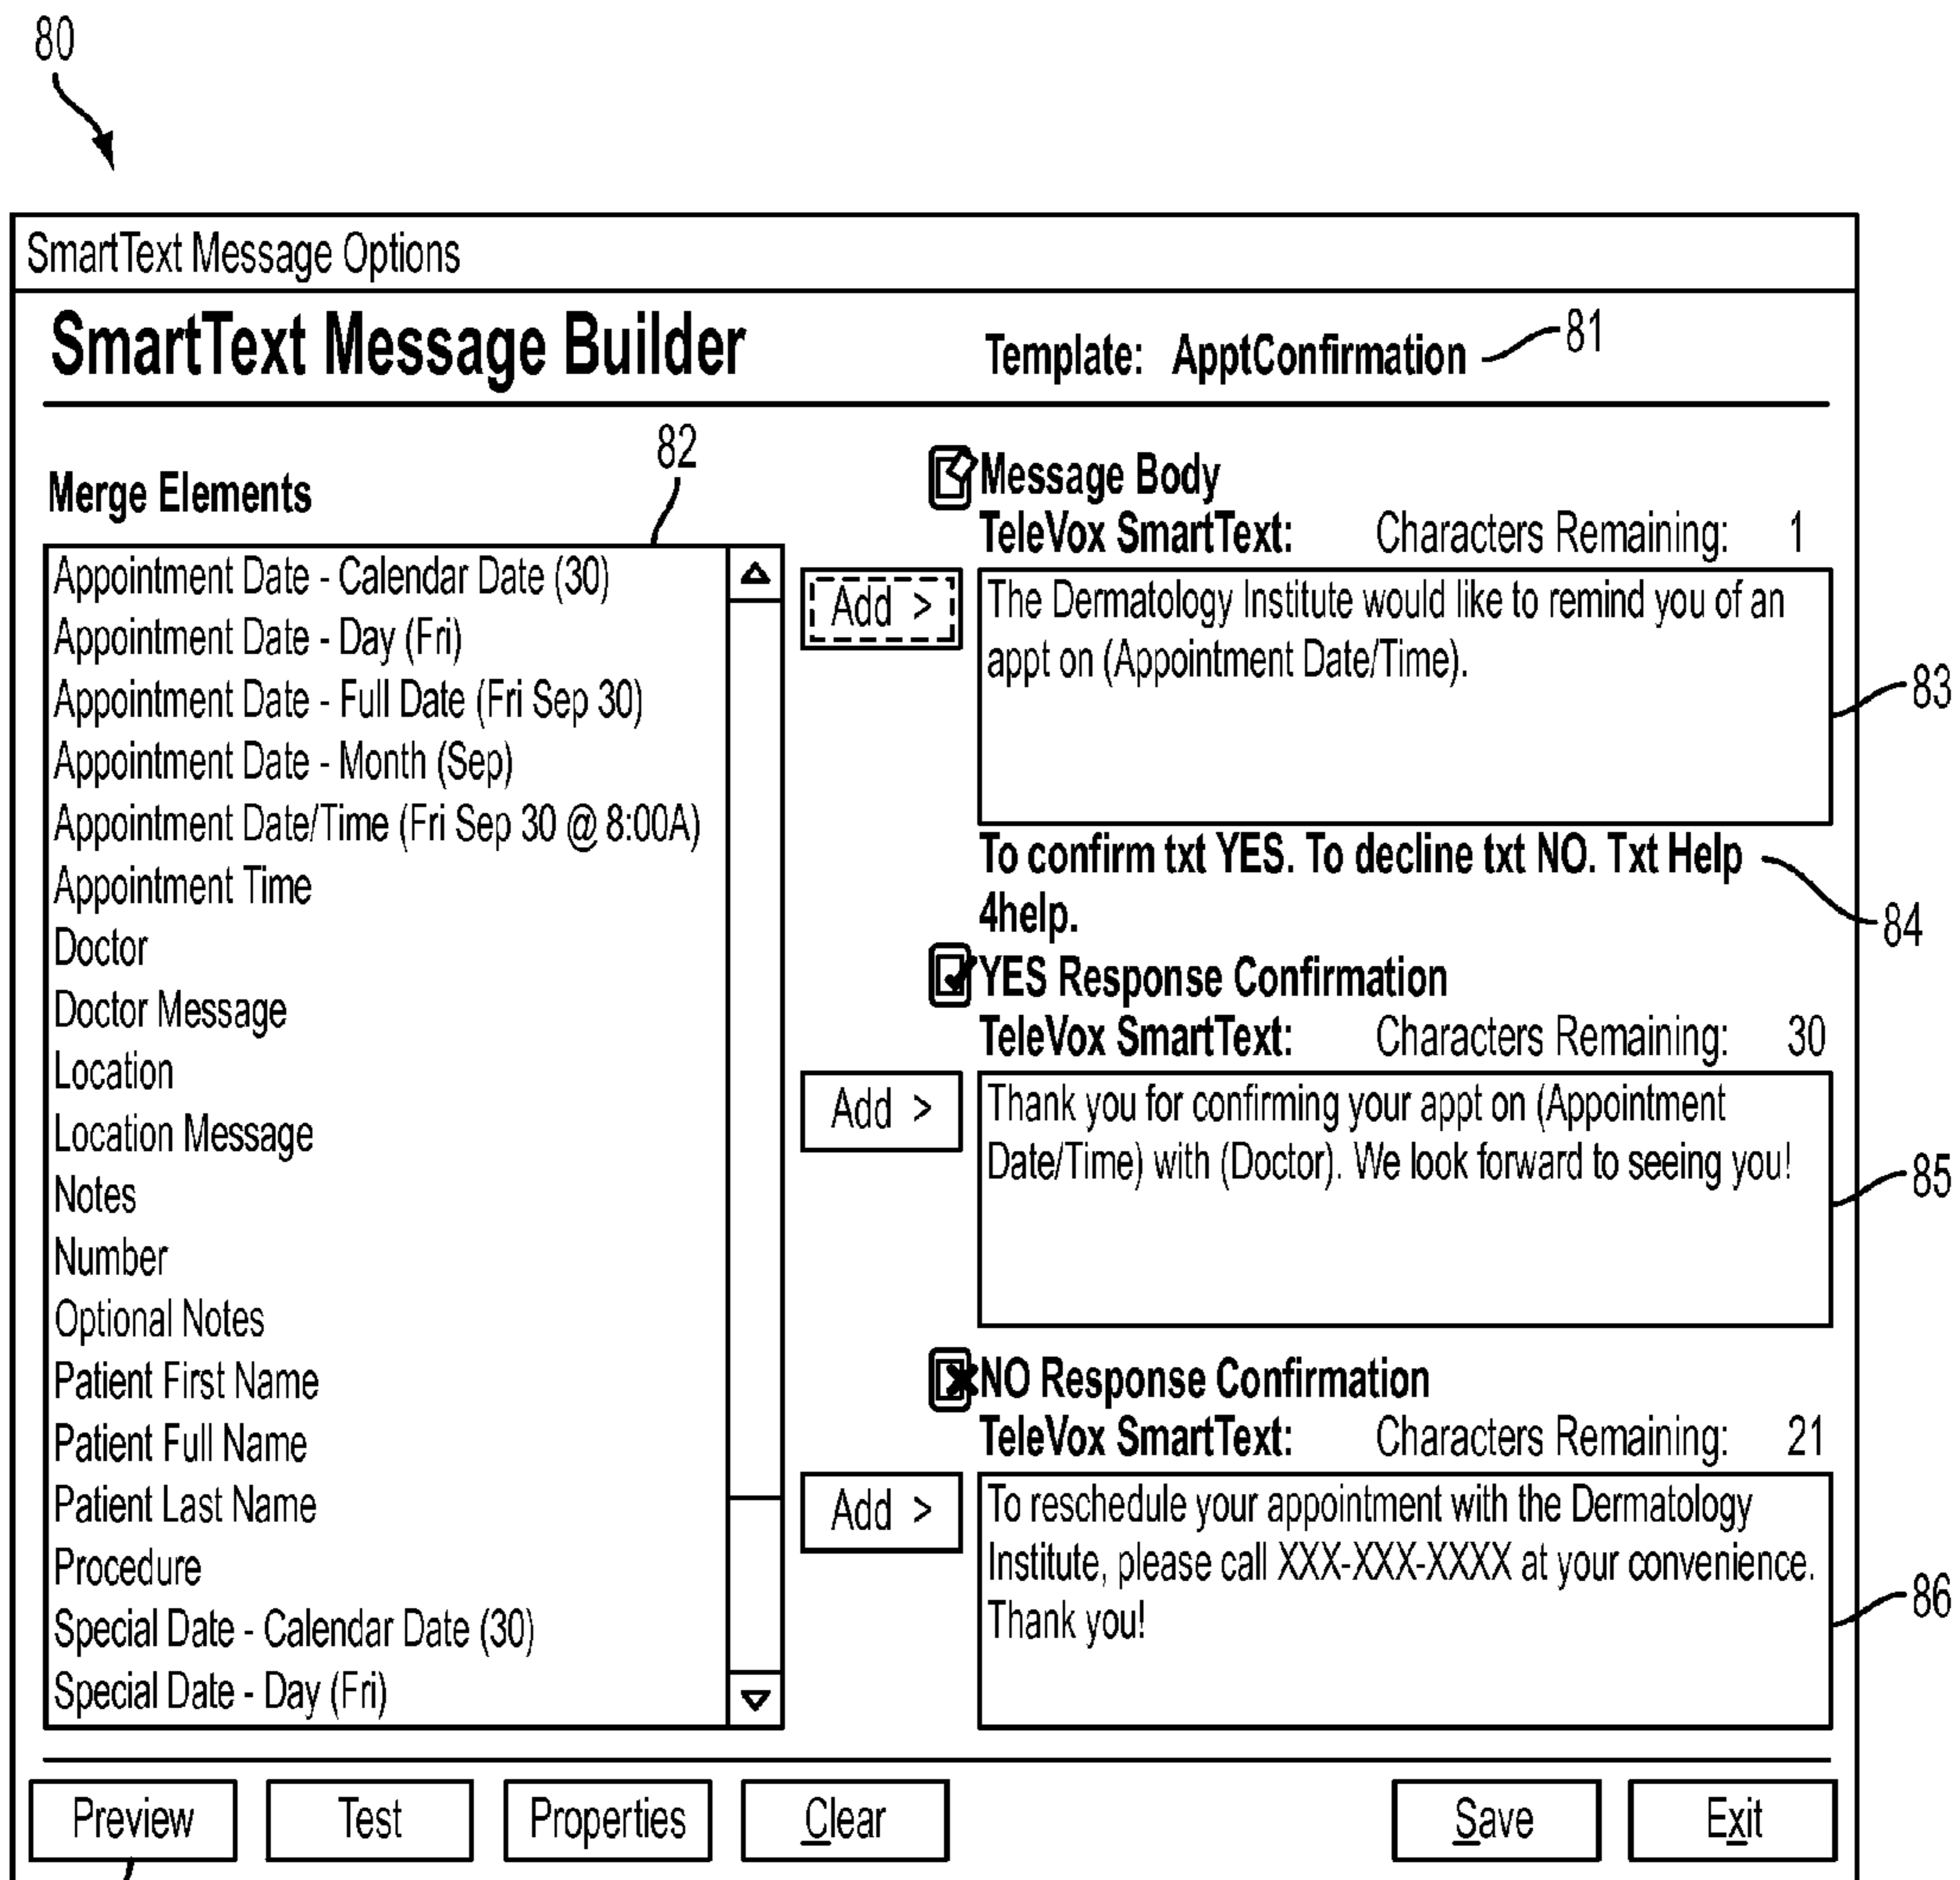 80
SmartText Message Options
SmartText Message Builder
Template: ApptConfirmation
81
Merge Elements
82
Appointment Date - Calendar Date (30)
Appointment Date - Day (Fri)
Appointment Date - Full Date (Fri Sep 30)
Appointment Date - Month (Sep)
Appointment Date/Time (Fri Sep 30 @ 8:00A)
Appointment Time
Doctor
Doctor Message
Location
Location Message
Notes
Number
Optional Notes
Patient First Name
Patient Full Name
Patient Last Name
Procedure
Special Date - Calendar Date (30)
Special Date - Day (Fri)
Message Body
TeleVox SmartText: Characters Remaining: 1
Add >
The Dermatology Institute would like to remind you of an
appt on (Appointment Date/Time).
83
To confirm txt YES. To decline txt NO. Txt Help
4help.
84
YES Response Confirmation
TeleVox SmartText: Characters Remaining: 30
Add >
Thank you for confirming your appt on (Appointment
Date/Time) with (Doctor). We look forward to seeing you!
85
NO Response Confirmation
TeleVox SmartText: Characters Remaining: 21
Add >
To reschedule your appointment with the Dermatology
Institute, please call XXX-XXX-XXXX at your convenience.
Thank you!
86
Preview Test Properties Clear Save Exit